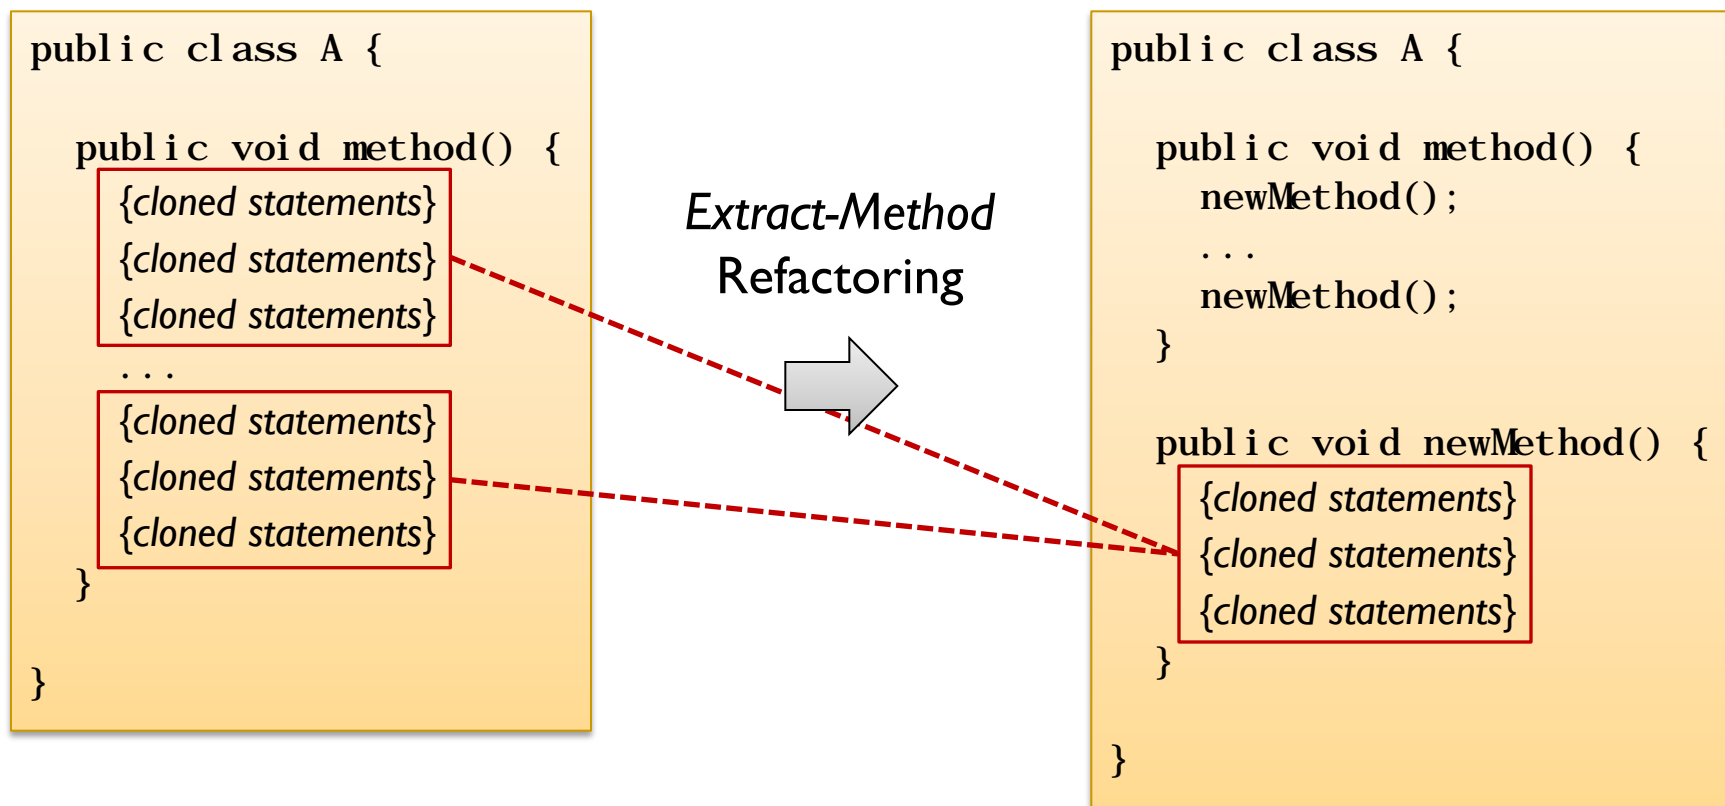 public class A {
public void method() {
{cloned statements}
{cloned statements}
{cloned statements}
...
{cloned statements}
{cloned statements}
{cloned statements}
}
}
Extract-Method
Refactoring
public class A {
public void method() {
newMethod();
...
newMethod();
}
public void newMethod() {
{cloned statements}
{cloned statements}
{cloned statements}
}
}